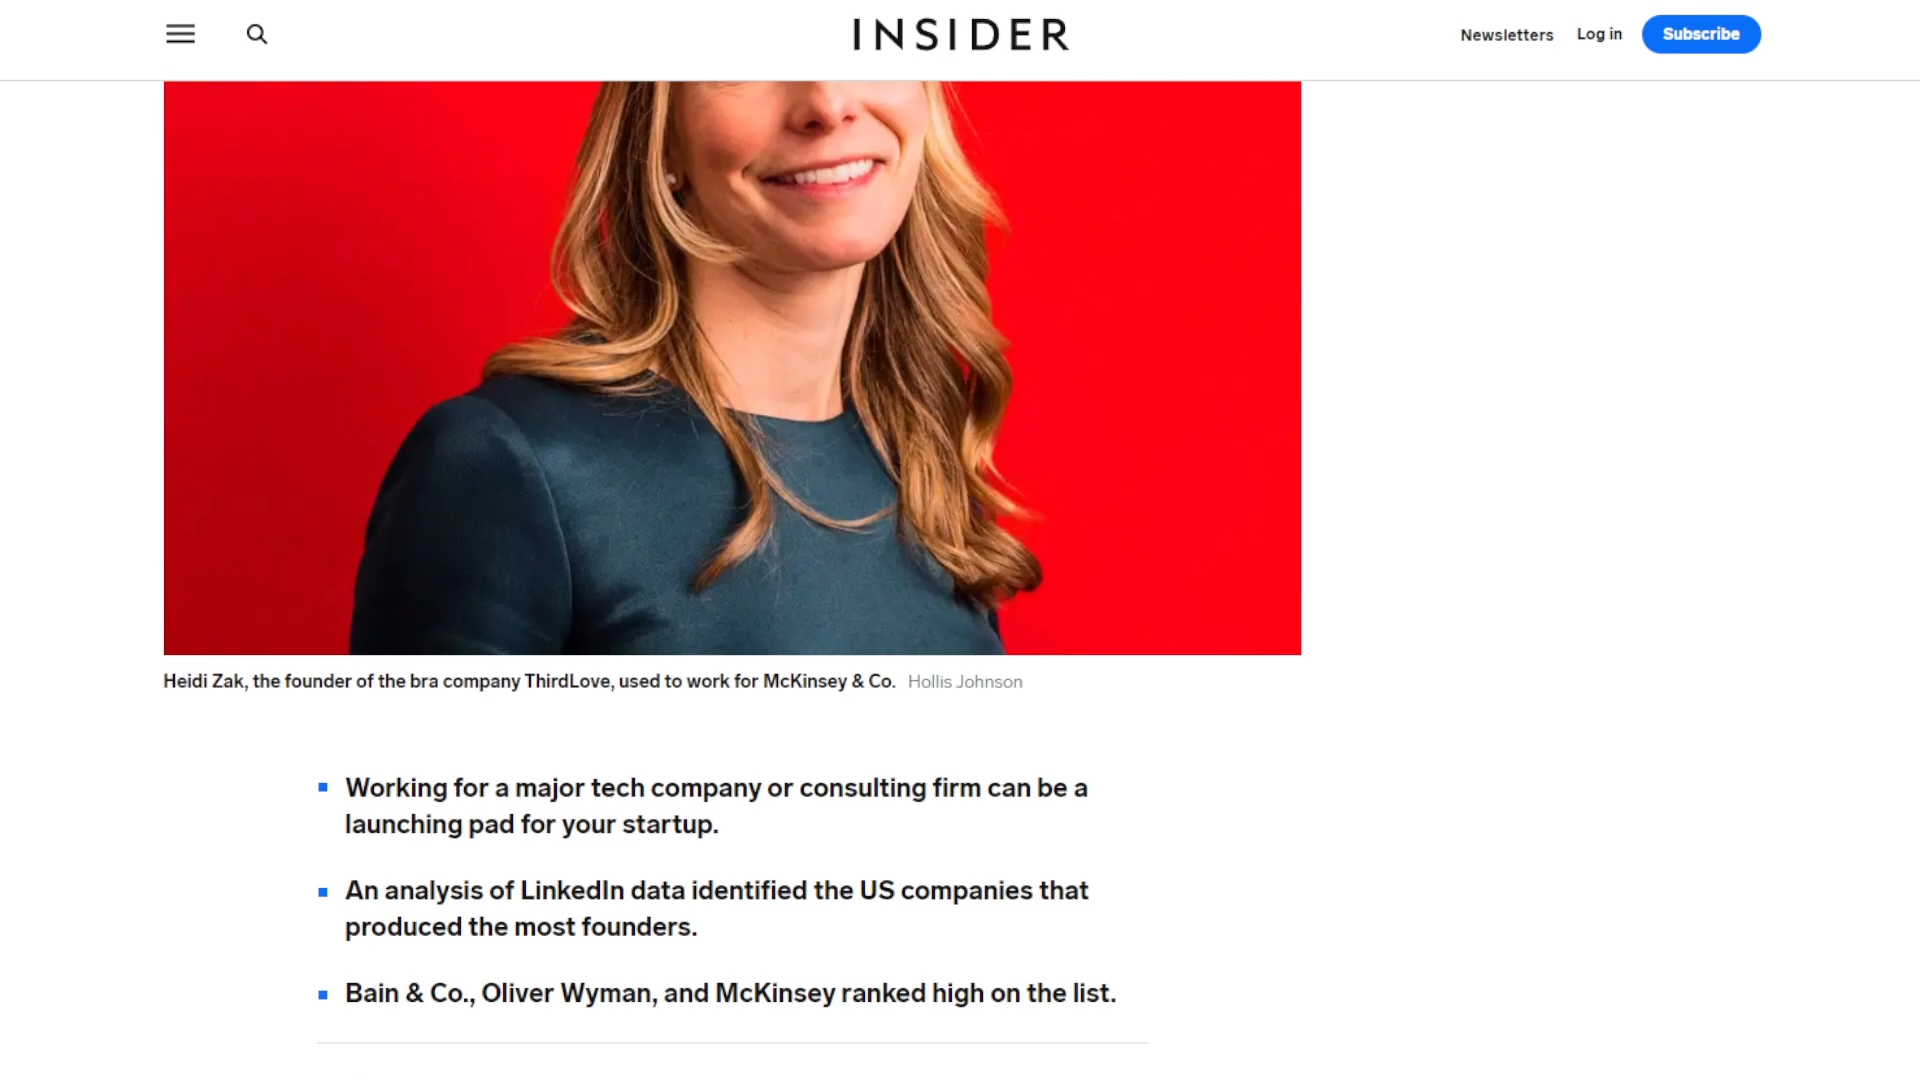 INSIDER
Newsletters
Log in
Subscribe
Heidi Zak, the founder of the bra company ThirdLove, used to work for McKinsey & Co. Hollis Johnson
Working for a major tech company or consulting firm can be a
launching pad for your startup.
An analysis of LinkedIn data identified the US companies that
produced the most founders.
Bain & Co., Oliver Wyman, and McKinsey ranked high on the list.